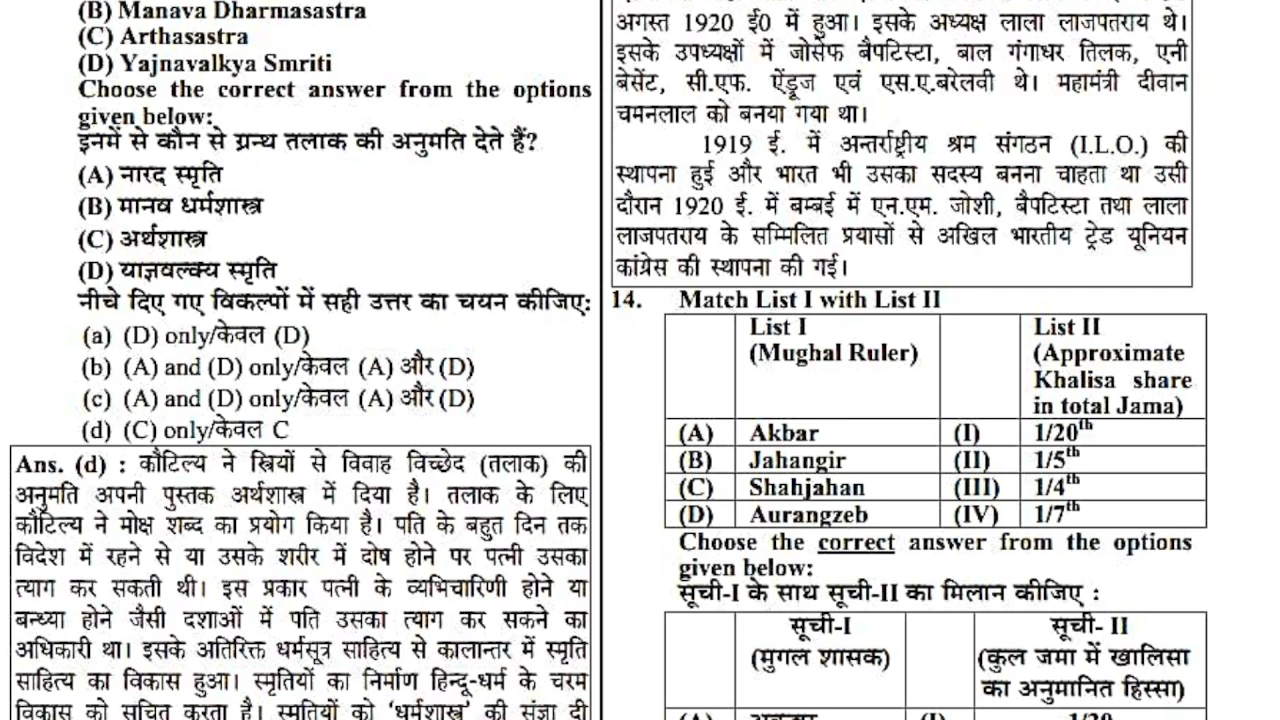 (B) Manava Dharmasastra
(C) Arthasastra
(D) Yajnavalkya Smriti
Choose the correct answer from the options
given below:
इनमें से कौन से ग्रन्थ तलाक की अनुमति देते हैं?
(A) नारद स्मृति
(B) मानव धर्मशास्त्र
(C) अर्थशास्त्र
(D) याज्ञवल्क्य स्मृति
नीचे दिए गए विकल्पों में सही उत्तर का चयन कीजिए:
(a) (D) only/केवल (D)
(b) (A) and (D) only/केवल (A) और (D)
(c) (A) and (D) only/केवल (A) और (D)
(d) (C) only/केवल C
Ans. (d) : कौटिल्य ने स्त्रियों से विवाह विच्छेद (तलाक) की
अनुमति अपनी पुस्तक अर्थशास्त्र में दिया है। तलाक के लिए
कौटिल्य ने मोक्ष शब्द का प्रयोग किया है। पति के बहुत दिन तक
विदेश में रहने से या उसके शरीर में दोष होने पर पत्नी उसका
त्याग कर सकती थी। इस प्रकार पत्नी के व्यभिचारिणी होने या
बन्ध्या होने जैसी दशाओं में पति उसका त्याग कर सकने का
अधिकारी था। इसके अतिरिक्त धर्मसूत्र साहित्य से कालान्तर में स्मृति
साहित्य का विकास हुआ। स्मृतियों का निर्माण हिन्दू-धर्म के चरम
विकास को सूचित करता है। स्मृतियों को 'धर्मशास्त्र' की संज्ञा दी
अगस्त 1920 ई0 में हुआ। इसके अध्यक्ष लाला लाजपतराय थे।
इसके उपध्यक्षों में जोसेफ बैपटिस्टा, बाल गंगाधर तिलक, एनी
बेसेंट, सी.एफ. ऐंड्रूज एवं एस.ए.बरेलवी थे। महामंत्री दीवान
चमनलाल को बनया गया था।
1919 ई. में अन्तर्राष्ट्रीय श्रम संगठन (I.L.O.) की
स्थापना हुई और भारत भी उसका सदस्य बनना चाहता था उसी
दौरान 1920 ई. में बम्बई में एन.एम. जोशी, बैपटिस्टा तथा लाला
लाजपतराय के सम्मिलित प्रयासों से अखिल भारतीय ट्रेड यूनियन
कांग्रेस की स्थापना की गई।
14. Match List I with List II
List I List II
(Mughal Ruler) (Approximate
Khalisa share
in total Jama)
(A) Akbar (I) 1/20th
(B) Jahangir (II) 1/5th
(C) Shahjahan (III) 1/4th
(D) Aurangzeb (IV) 1/7th
Choose the correct answer from the options
given below:
सूची-I के साथ सूची-II का मिलान कीजिए :
सूची-I सूची- II
(मुगल शासक) (कुल जमा में खालिसा
का अनुमानित हिस्सा)
(A) अकबर (I) 1/20